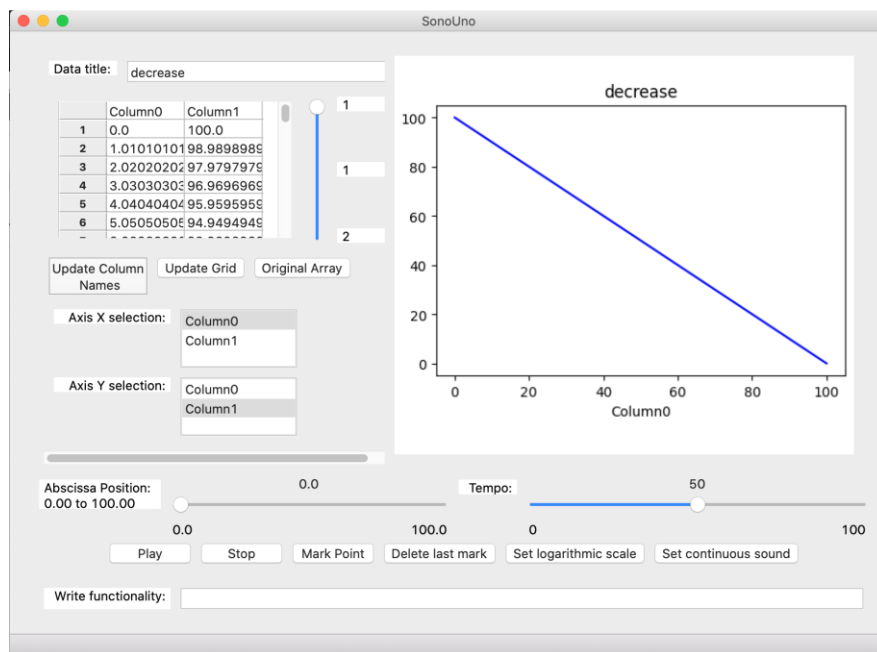 SonoUno
Data title:
decrease
Column0 Column1
1 0.0 100.0
2 1.01010101 98.9898989
3 2.02020202 97.9797979
4 3.03030303 96.9696969
5 4.04040404 95.9595959
6 5.05050505 94.9494949
1
1
2
Update Column
Names
Update Grid
Original Array
Axis X selection:
Column0
Column1
Axis Y selection:
Column0
Column1
decrease
100
80
60
40
20
0
0 20 40 60 80 100
Column0
Abscissa Position:
0.00 to 100.00
0.0
0.0 100.0
Tempo:
50
0 100
Play
Stop
Mark Point
Delete last mark
Set logarithmic scale
Set continuous sound
Write functionality: